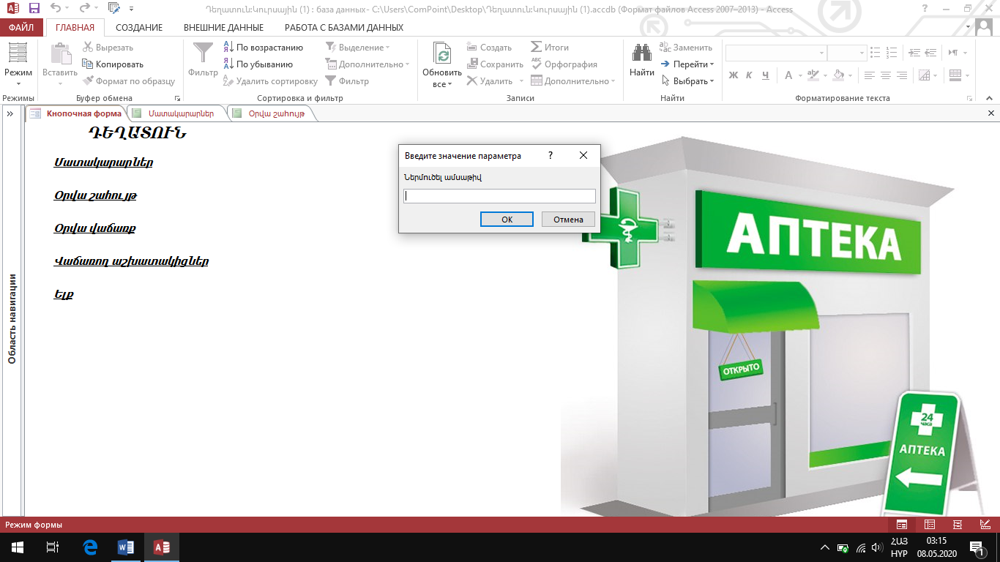 Դեղատուն:Կուրսային (1) : база данных- C:\Users\ComPoint\Desktop\Դեղատուն:Կուրսային (1).accdb (Формат файлов Access 2007–2013) - Access
ФАЙЛ ГЛАВНАЯ СОЗДАНИЕ ВНЕШНИЕ ДАННЫЕ РАБОТА С БАЗАМИ ДАННЫХ
Режим
Режимы
Вставить
Вырезать
Копировать
Формат по образцу
Буфер обмена
Фильтр
По возрастанию
По убыванию
Удалить сортировку
Выделение
Дополнительно
Фильтр
Сортировка и фильтр
Обновить
все
Создать
Сохранить
Удалить
Итоги
Орфография
Дополнительно
Записи
Найти
Заменить
Перейти
Выбрать
Найти
Ж К Ч
Форматирование текста
Кнопочная форма Մատակարարներ Օրվա շահույթ
Область навигации
ԴԵՂԱՏՈՒՆ
Մատակարարներ
Օրվա շահույթ
Օրվա վաճառք
Վաճառող աշխատակիցներ
Ելք
Введите значение параметра
Ներմուծել ամսաթիվ
ОК Отмена
АПТЕКА
ОТКРЫТО
24
часа
АПТЕКА
Режим формы
ՀԱՅ
HYP
03:15
08.05.2020
1